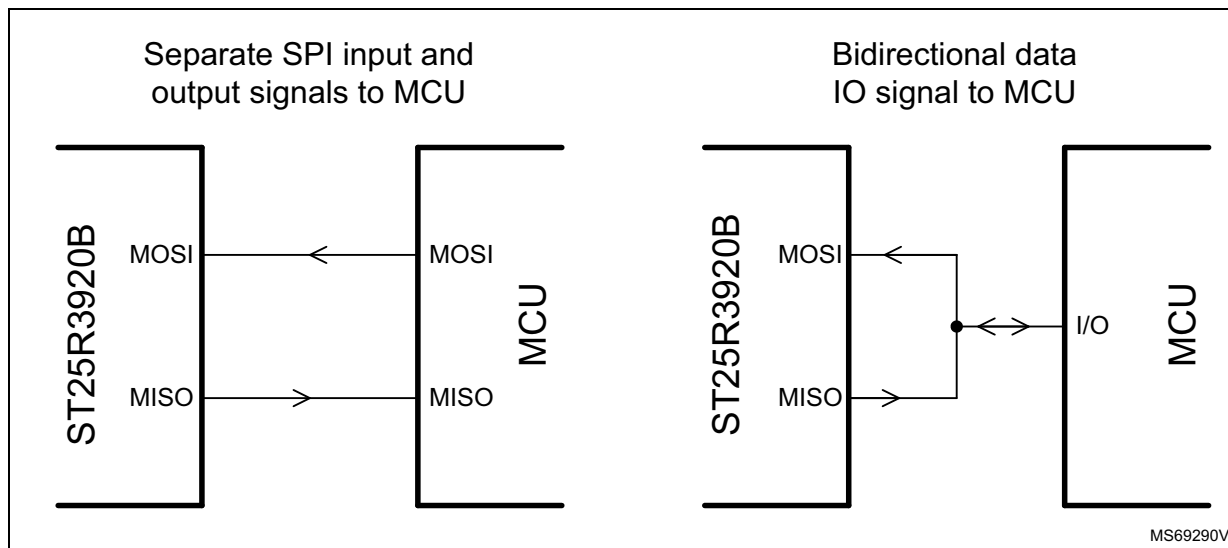 Separate SPI input and
output signals to MCU
ST25R3920B
MOSI
MISO
MOSI
MISO
MCU
Bidirectional data
IO signal to MCU
ST25R3920B
MOSI
MISO
I/O
MCU
MS69290V